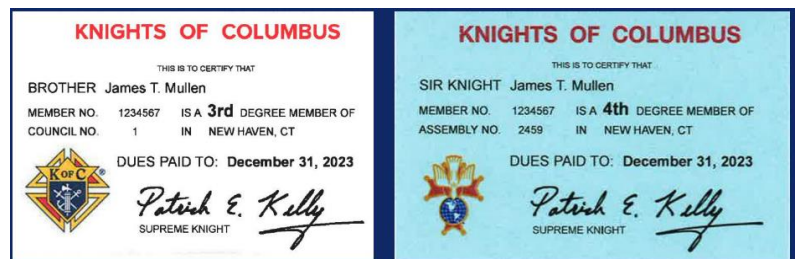 KNIGHTS OF COLUMBUS
THIS IS TO CERTIFY THAT
BROTHER James T. Mullen
MEMBER NO. 1234567 IS A 3rd DEGREE MEMBER OF
COUNCIL NO. 1 IN NEW HAVEN, CT
DUES PAID TO: December 31, 2023
K OF C ®
Patrick E. Kelly
SUPREME KNIGHT
KNIGHTS OF COLUMBUS
THIS IS TO CERTIFY THAT
SIR KNIGHT James T. Mullen
MEMBER NO. 1234567 IS A 4th DEGREE MEMBER OF
ASSEMBLY NO. 2459 IN NEW HAVEN, CT
DUES PAID TO: December 31, 2023
Patrick E. Kelly
SUPREME KNIGHT